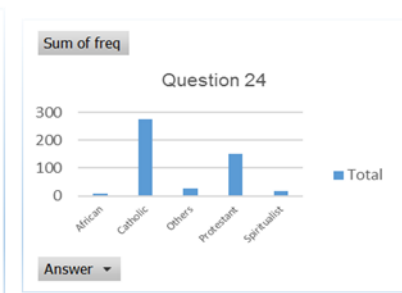 Sum of freq
Question 24
300
200
100
0
Total
African
Catholic
Others
Protestant
Spiritualist
Answer